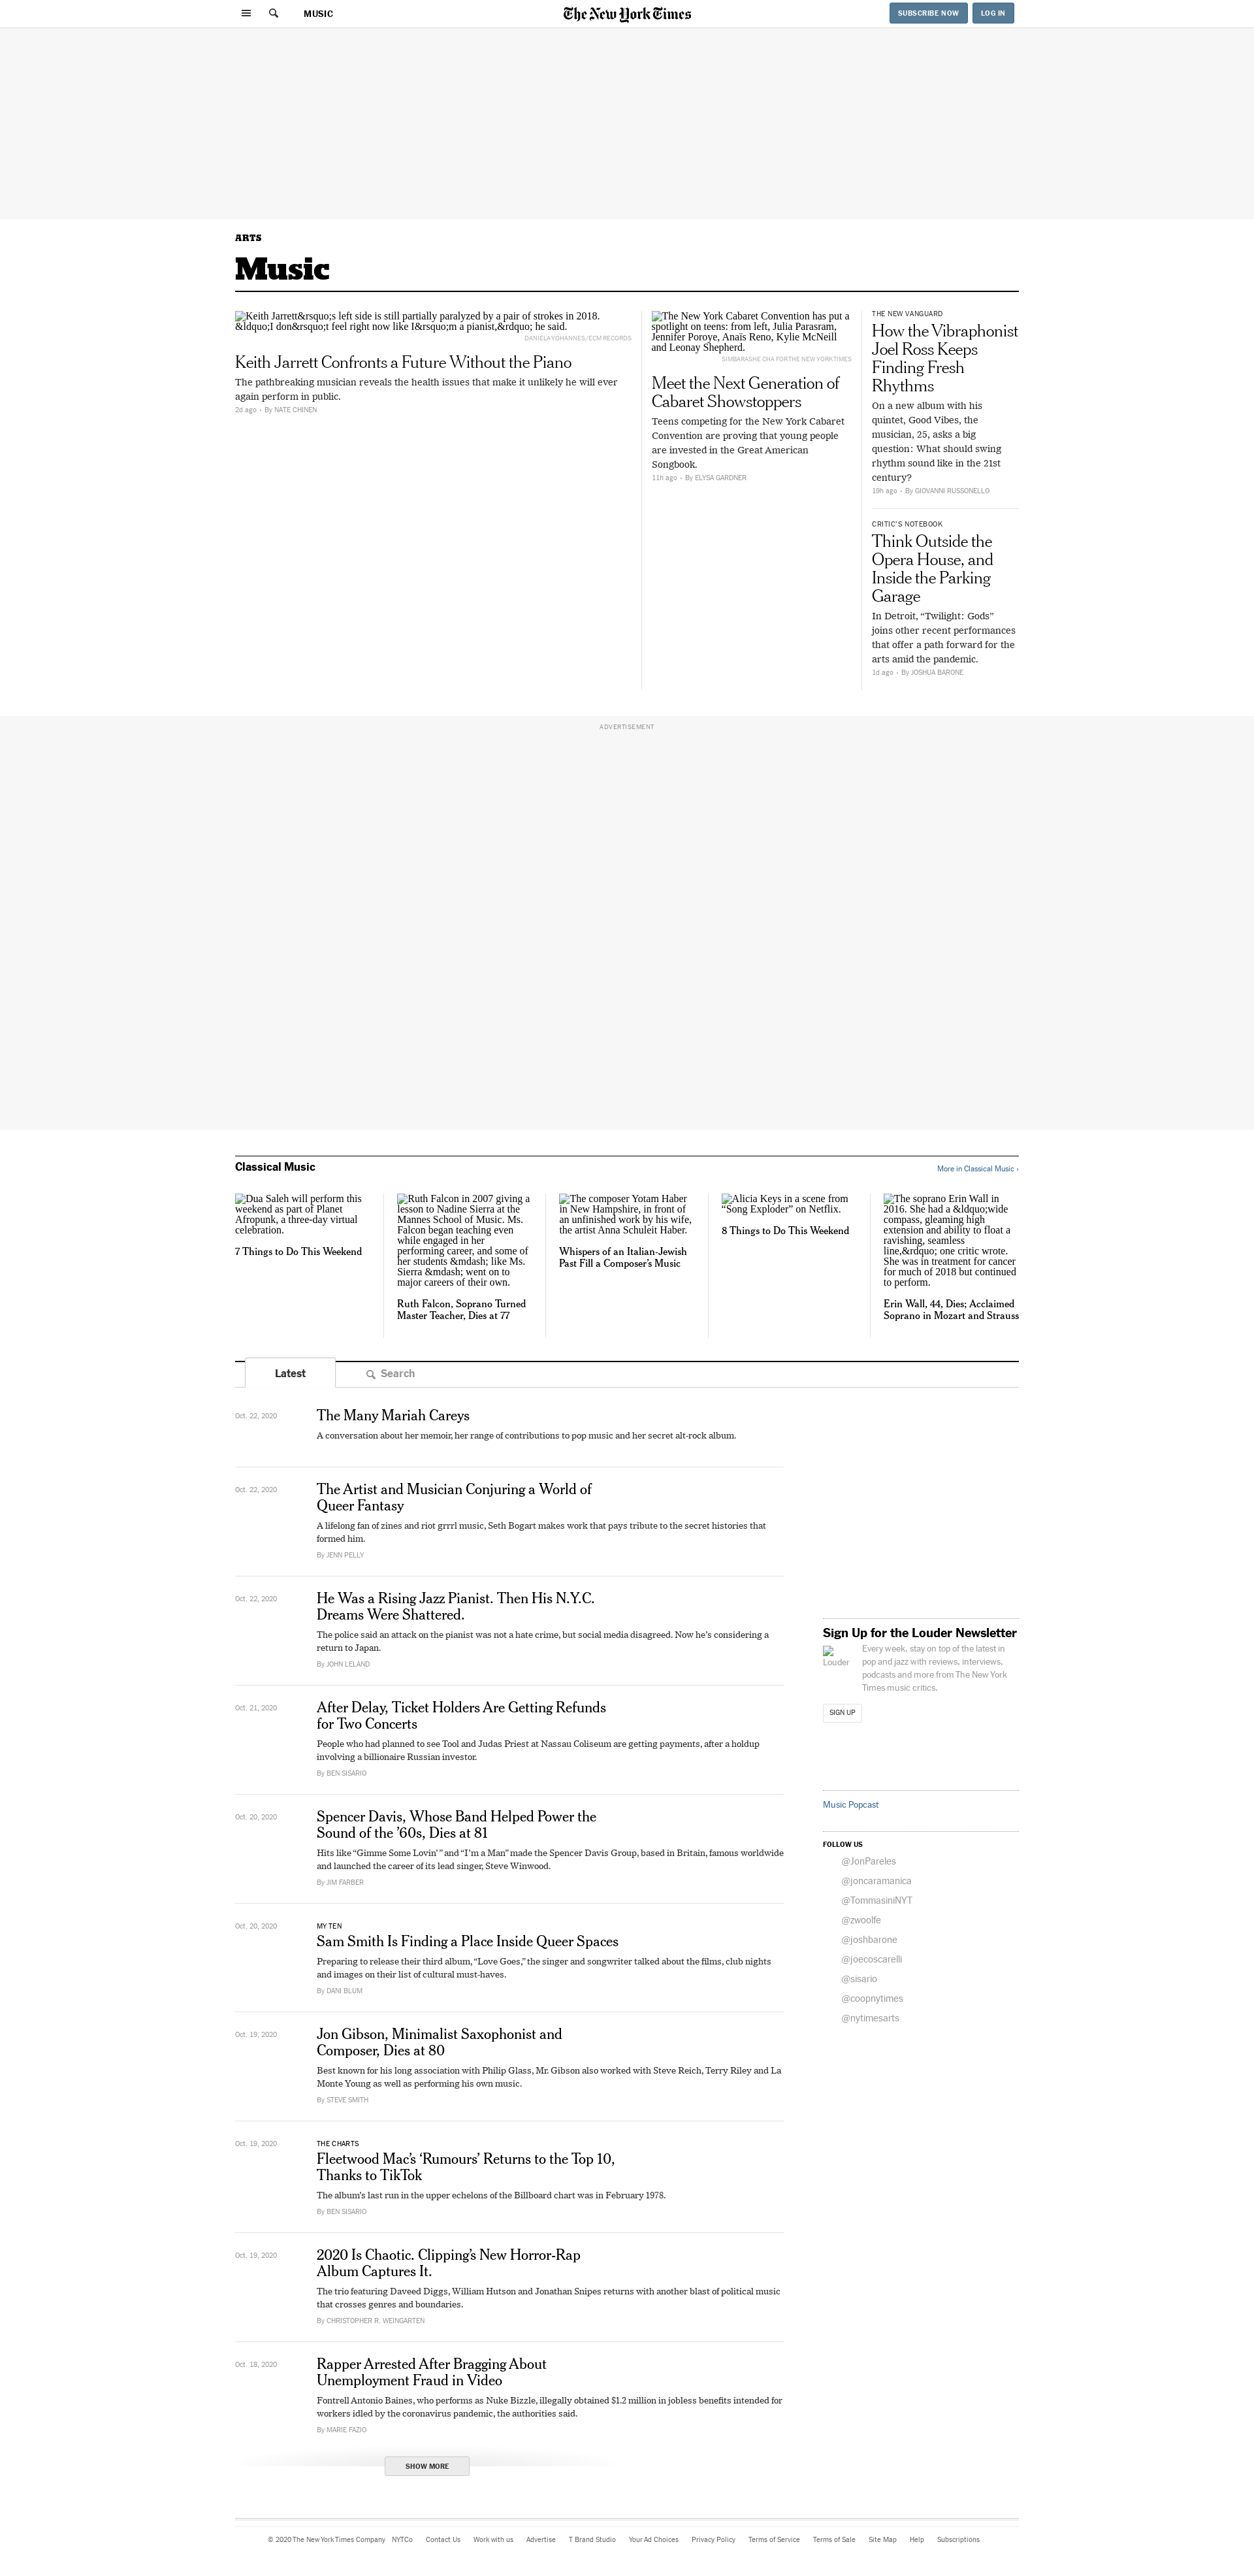 MUSIC
The New York Times
SUBSCRIBE NOW
LOG IN
ARTS
Music
Keith Jarrett&rsquo;s left side is still partially paralyzed by a pair of strokes in 2018.
&ldquo;I don&rsquo;t feel right now like I&rsquo;m a pianist,&rdquo; he said.
DANIELA YOHANNES/ECM RECORDS
Keith Jarrett Confronts a Future Without the Piano
The pathbreaking musician reveals the health issues that make it unlikely he will ever
again perform in public.
2d ago • By NATE CHINEN
The New York Cabaret Convention has put a
spotlight on teens: from left, Julia Parasram,
Jennifer Poroye, Anaïs Reno, Kylie McNeill
and Leonay Shepherd.
SIMBARASHE CHA FOR THE NEW YORK TIMES
Meet the Next Generation of
Cabaret Showstoppers
Teens competing for the New York Cabaret
Convention are proving that young people
are invested in the Great American
Songbook.
11h ago • By ELYSA GARDNER
THE NEW VANGUARD
How the Vibraphonist
Joel Ross Keeps
Finding Fresh
Rhythms
On a new album with his
quintet, Good Vibes, the
musician, 25, asks a big
question: What should swing
rhythm sound like in the 21st
century?
19h ago • By GIOVANNI RUSSONELLO
CRITIC'S NOTEBOOK
Think Outside the
Opera House, and
Inside the Parking
Garage
In Detroit, “Twilight: Gods”
joins other recent performances
that offer a path forward for the
arts amid the pandemic.
1d ago • By JOSHUA BARONE
ADVERTISEMENT
Classical Music
More in Classical Music ›
Dua Saleh will perform this
weekend as part of Planet
Afropunk, a three-day virtual
celebration.
7 Things to Do This Weekend
Ruth Falcon in 2007 giving a
lesson to Nadine Sierra at the
Mannes School of Music. Ms.
Falcon began teaching even
while engaged in her
performing career, and some of
her students &mdash; like Ms.
Sierra &mdash; went on to
major careers of their own.
Ruth Falcon, Soprano Turned
Master Teacher, Dies at 77
The composer Yotam Haber
in New Hampshire, in front of
an unfinished work by his wife,
the artist Anna Schuleit Haber.
Whispers of an Italian-Jewish
Past Fill a Composer’s Music
Alicia Keys in a scene from
“Song Exploder” on Netflix.
8 Things to Do This Weekend
The soprano Erin Wall in
2016. She had a &ldquo;wide
compass, gleaming high
extension and ability to float a
ravishing, seamless
line,&rdquo; one critic wrote.
She was in treatment for cancer
for much of 2018 but continued
to perform.
Erin Wall, 44, Dies; Acclaimed
Soprano in Mozart and Strauss
Latest
Search
Oct. 22, 2020
The Many Mariah Careys
A conversation about her memoir, her range of contributions to pop music and her secret alt-rock album.
Oct. 22, 2020
The Artist and Musician Conjuring a World of
Queer Fantasy
A lifelong fan of zines and riot grrrl music, Seth Bogart makes work that pays tribute to the secret histories that
formed him.
By JENN PELLY
Oct. 22, 2020
He Was a Rising Jazz Pianist. Then His N.Y.C.
Dreams Were Shattered.
The police said an attack on the pianist was not a hate crime, but social media disagreed. Now he’s considering a
return to Japan.
By JOHN LELAND
Oct. 21, 2020
After Delay, Ticket Holders Are Getting Refunds
for Two Concerts
People who had planned to see Tool and Judas Priest at Nassau Coliseum are getting payments, after a holdup
involving a billionaire Russian investor.
By BEN SISARIO
Oct. 20, 2020
Spencer Davis, Whose Band Helped Power the
Sound of the ’60s, Dies at 81
Hits like “Gimme Some Lovin’ ” and “I’m a Man” made the Spencer Davis Group, based in Britain, famous worldwide
and launched the career of its lead singer, Steve Winwood.
By JIM FARBER
Oct. 20, 2020
MY TEN
Sam Smith Is Finding a Place Inside Queer Spaces
Preparing to release their third album, “Love Goes,” the singer and songwriter talked about the films, club nights
and images on their list of cultural must-haves.
By DANI BLUM
Oct. 19, 2020
Jon Gibson, Minimalist Saxophonist and
Composer, Dies at 80
Best known for his long association with Philip Glass, Mr. Gibson also worked with Steve Reich, Terry Riley and La
Monte Young as well as performing his own music.
By STEVE SMITH
Oct. 19, 2020
THE CHARTS
Fleetwood Mac’s ‘Rumours’ Returns to the Top 10,
Thanks to TikTok
The album’s last run in the upper echelons of the Billboard chart was in February 1978.
By BEN SISARIO
Oct. 19, 2020
2020 Is Chaotic. Clipping’s New Horror-Rap
Album Captures It.
The trio featuring Daveed Diggs, William Hutson and Jonathan Snipes returns with another blast of political music
that crosses genres and boundaries.
By CHRISTOPHER R. WEINGARTEN
Oct. 18, 2020
Rapper Arrested After Bragging About
Unemployment Fraud in Video
Fontrell Antonio Baines, who performs as Nuke Bizzle, illegally obtained $1.2 million in jobless benefits intended for
workers idled by the coronavirus pandemic, the authorities said.
By MARIE FAZIO
SHOW MORE
Sign Up for the Louder Newsletter
Louder
Every week, stay on top of the latest in
pop and jazz with reviews, interviews,
podcasts and more from The New York
Times music critics.
SIGN UP
Music Popcast
FOLLOW US
@JonPareles
@joncaramanica
@TommasiniNYT
@zwoolfe
@joshbarone
@joecoscarelli
@sisario
@coopnytimes
@nytimesarts
© 2020 The New York Times Company NYTCo Contact Us Work with us Advertise T Brand Studio Your Ad Choices Privacy Policy Terms of Service Terms of Sale Site Map Help Subscriptions